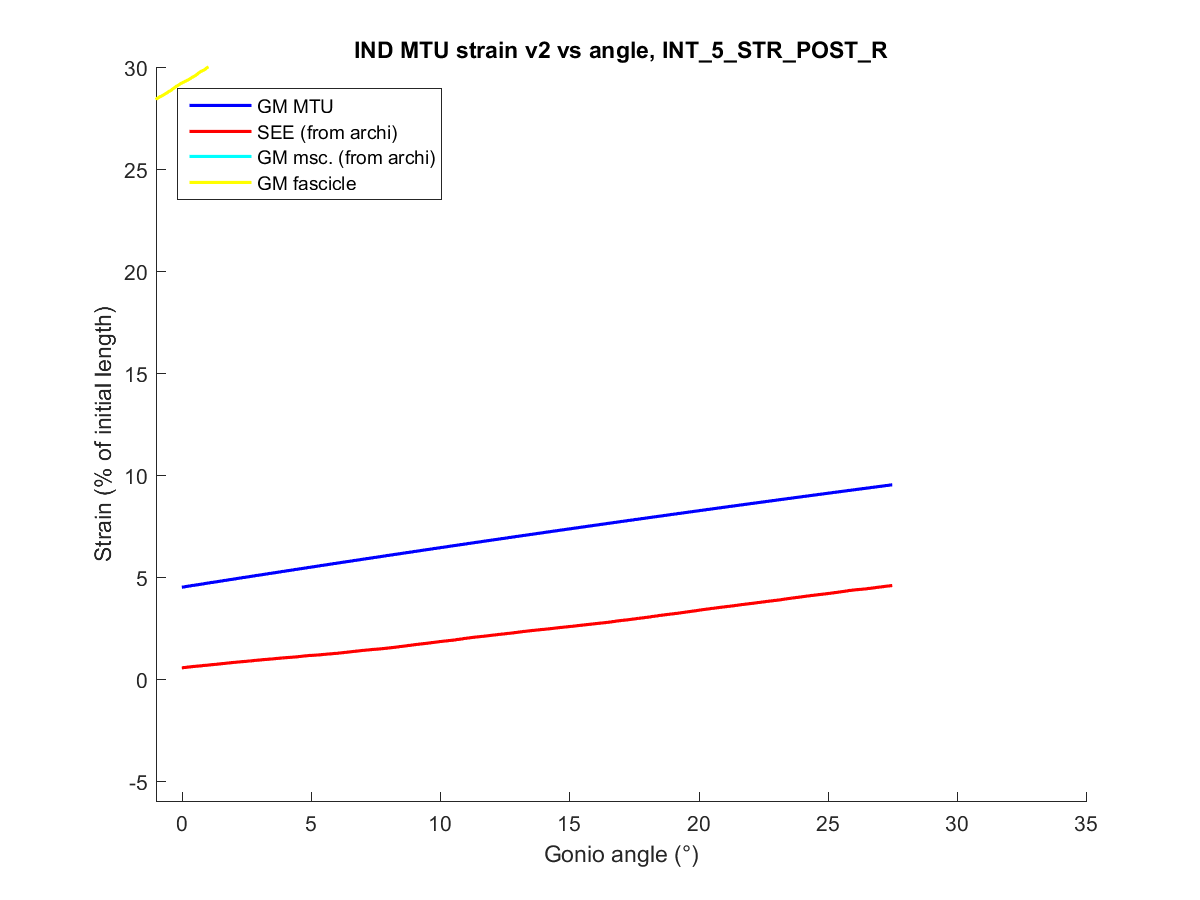 IND MTU strain v2 vs angle, INT_5_STR_POST_R
30
25
20
15
10
5
0
-5
Strain (% of initial length)
GM MTU
SEE (from archi)
GM msc. (from archi)
GM fascicle
0 5 10 15 20 25 30 35
Gonio angle (°)